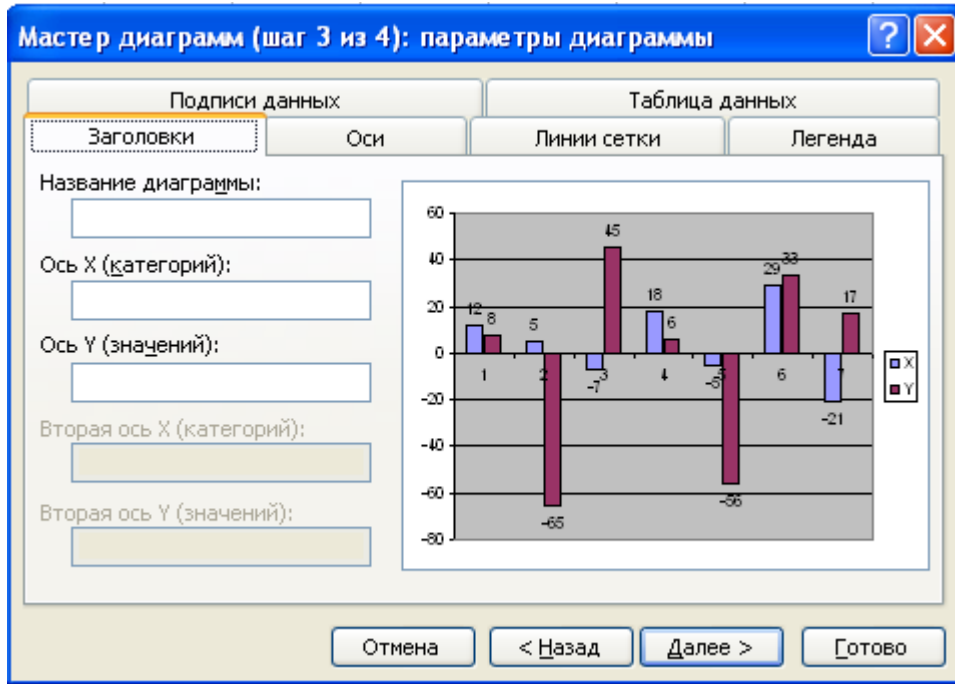 Мастер диаграмм (шаг 3 из 4): параметры диаграммы
Подписи данных
Таблица данных
Заголовки
Оси
Линии сетки
Легенда
Название диаграммы:
Ось X (категорий):
Ось Y (значений):
Вторая ось X (категорий):
Вторая ось Y (значений):
60
40
20
0
-20
-40
-60
-80
12
8
5
-65
-7
45
18
6
-5
-56
29
33
-21
17
1
2
3
4
5
6
7
X
Y
Отмена
< Назад
Далее >
Готово